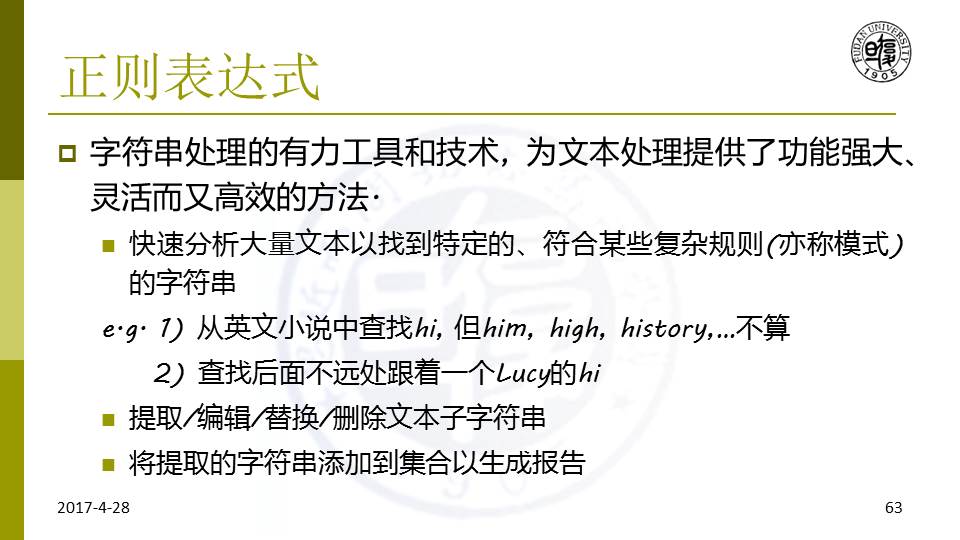 正则表达式
FUDAN UNIVERSITY
1905
字符串处理的有力工具和技术，为文本处理提供了功能强大、
灵活而又高效的方法.
快速分析大量文本以找到特定的、符合某些复杂规则(亦称模式)
的字符串
e.g. 1) 从英文小说中查找hi, 但him, high, history,…不算
2) 查找后面不远处跟着一个Lucy的hi
提取/编辑/替换/删除文本子字符串
将提取的字符串添加到集合以生成报告
2017-4-28
63